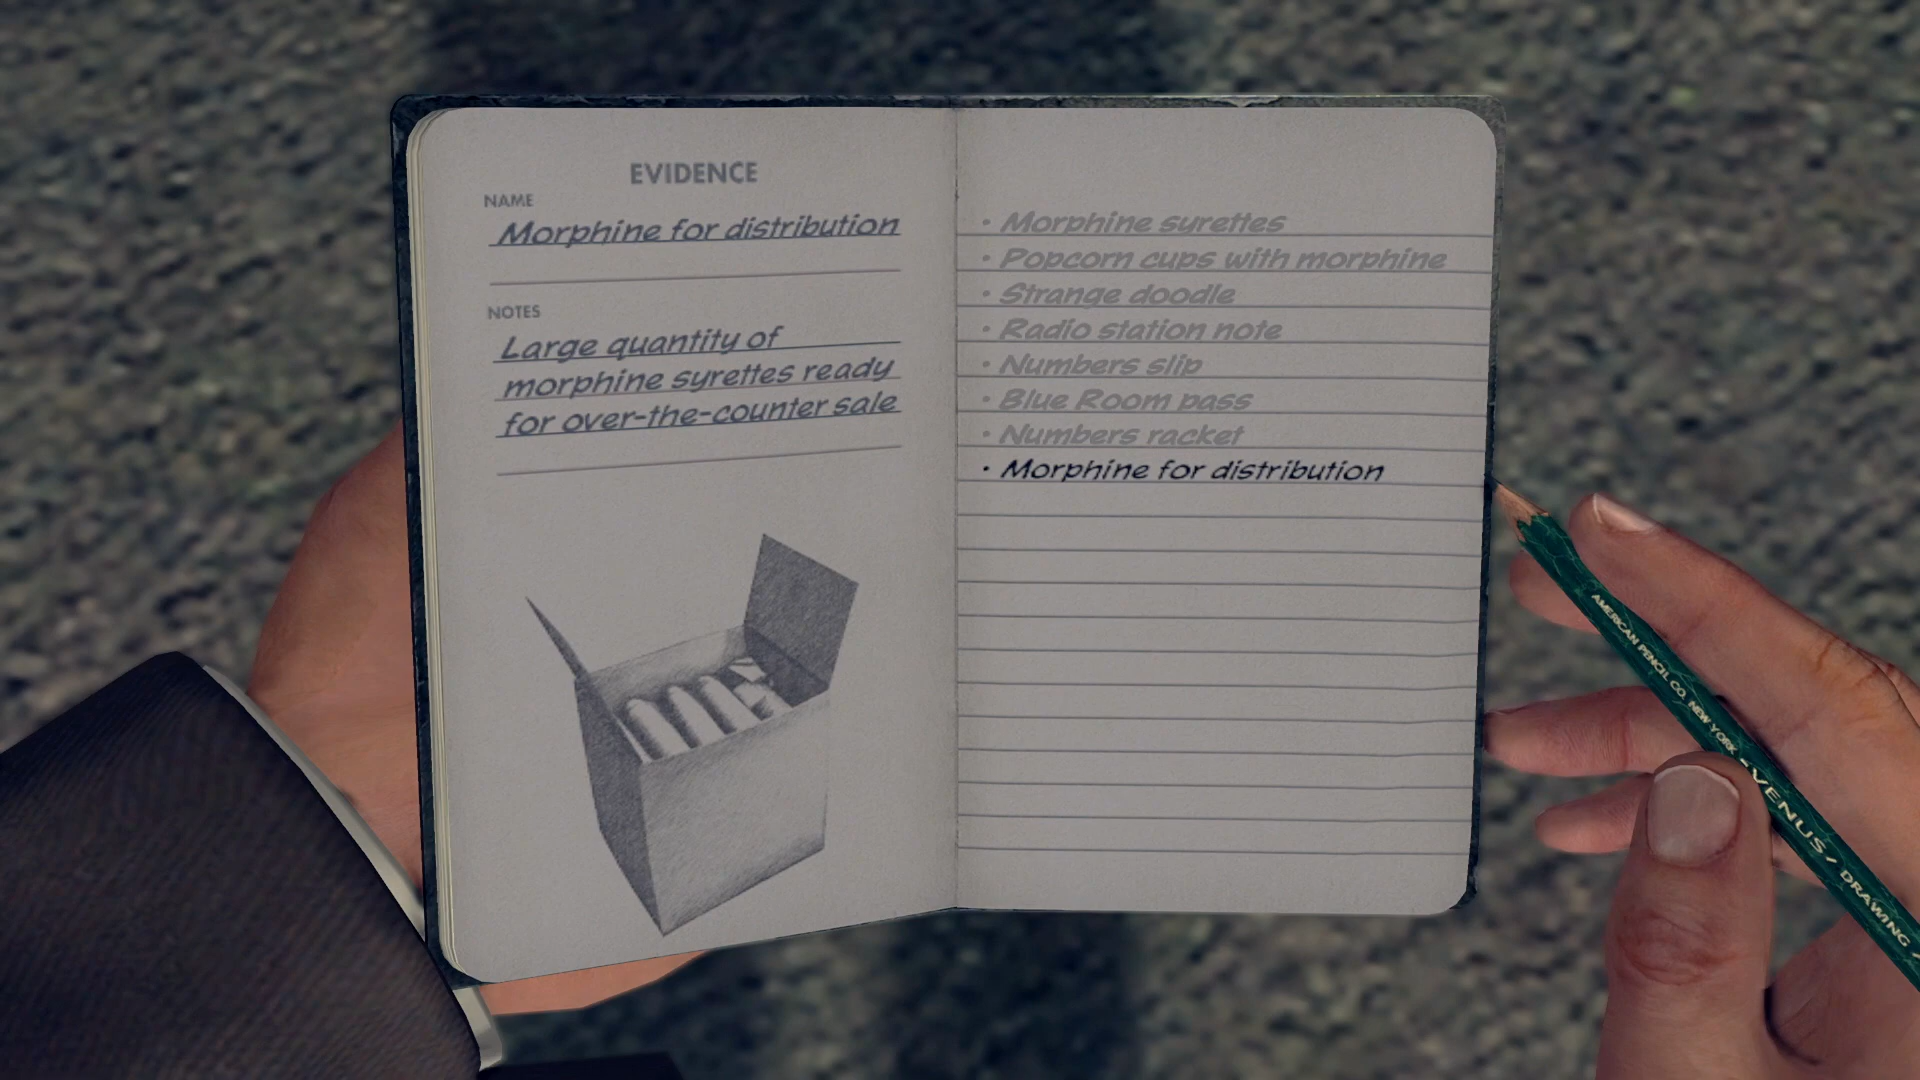 EVIDENCE
NAME
Morphine for distribution
NOTES
Large quantity of
morphine syrettes ready
for over-the-counter sale
• Morphine surettes
• Popcorn cups with morphine
• Strange doodle
• Radio station note
• Numbers slip
• Blue Room pass
• Numbers racket
• Morphine for distribution
AMERICAN PENCIL CO. NEW YORK -VENUS/ DRAWING